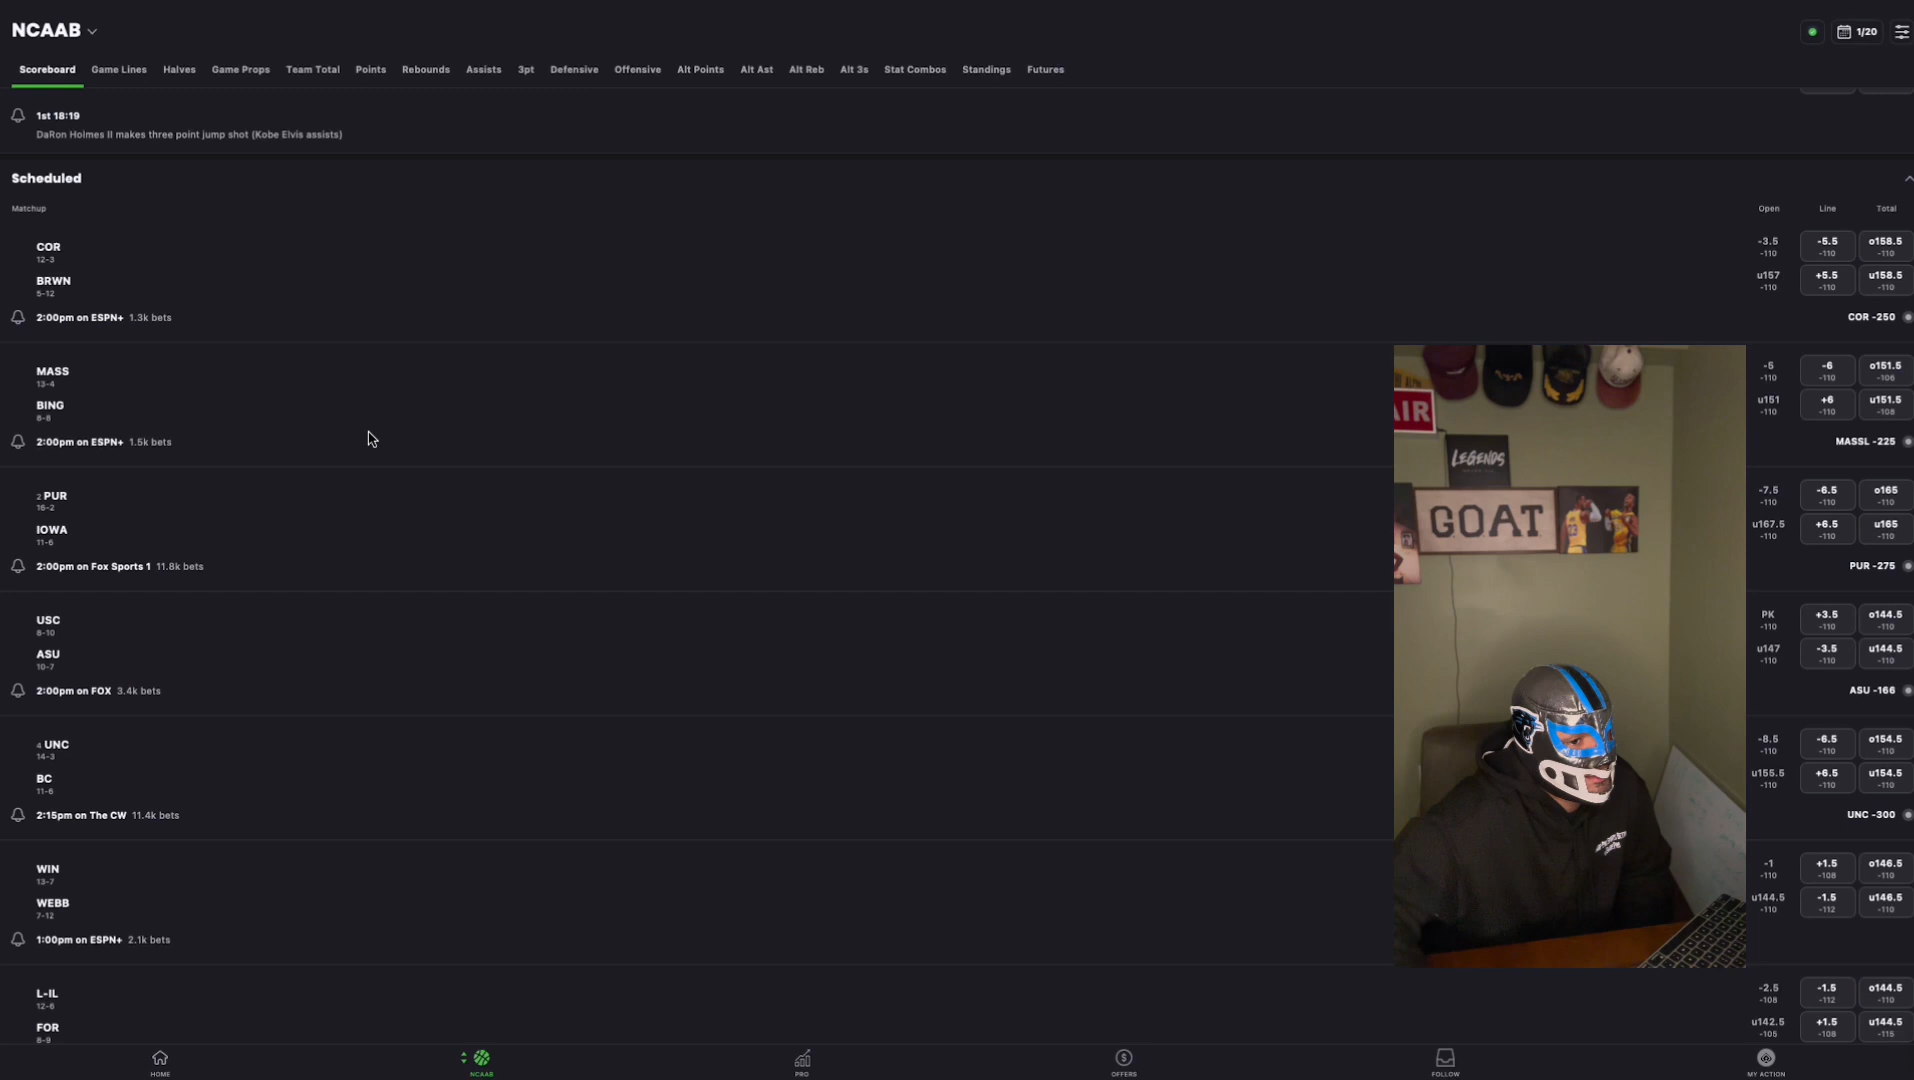 NCAAB
1/20
Scoreboard Game Lines Halves Game Props Team Total Points Rebounds Assists 3pt Defensive Offensive Alt Points Alt Ast Alt Reb Alt 3s Stat Combos Standings Futures
1st 18:19
DaRon Holmes II makes three point jump shot (Kobe Elvis assists)
Scheduled
Matchup Open Line Total
COR -3.5 -5.5 o158.5
12-3 -110 -110 -110
BRWN u157 +5.5 u158.5
5-12 -110 -110 -110
2:00pm on ESPN+ 1.3k bets COR -250
MASS -5 -6 o151.5
13-4 -110 -110 -106
BING u151 +6 u151.5
8-8 -110 -110 -108
2:00pm on ESPN+ 1.5k bets MASSL -225
2 PUR -7.5 -6.5 o165
16-2 -110 -110 -110
IOWA u167.5 +6.5 u165
11-6 -110 -110 -110
2:00pm on Fox Sports 1 11.8k bets PUR -275
USC PK +3.5 o144.5
8-10 -110 -110 -110
ASU u147 -3.5 u144.5
10-7 -110 -110 -110
2:00pm on FOX 3.4k bets ASU -166
4 UNC -8.5 -6.5 o154.5
14-3 -110 -110 -110
BC u155.5 +6.5 u154.5
11-6 -110 -110 -110
2:15pm on The CW 11.4k bets UNC -300
WIN -1 +1.5 o146.5
13-7 -110 -108 -110
WEBB u144.5 -1.5 u146.5
7-12 -110 -112 -110
1:00pm on ESPN+ 2.1k bets
L-IL -2.5 -1.5 o144.5
12-6 -108 -112 -110
FOR u142.5 +1.5 u144.5
8-9 -105 -108 -115
AIR
LEGENDS
GOAT
HOME NCAAB PRO OFFERS FOLLOW MY ACTION